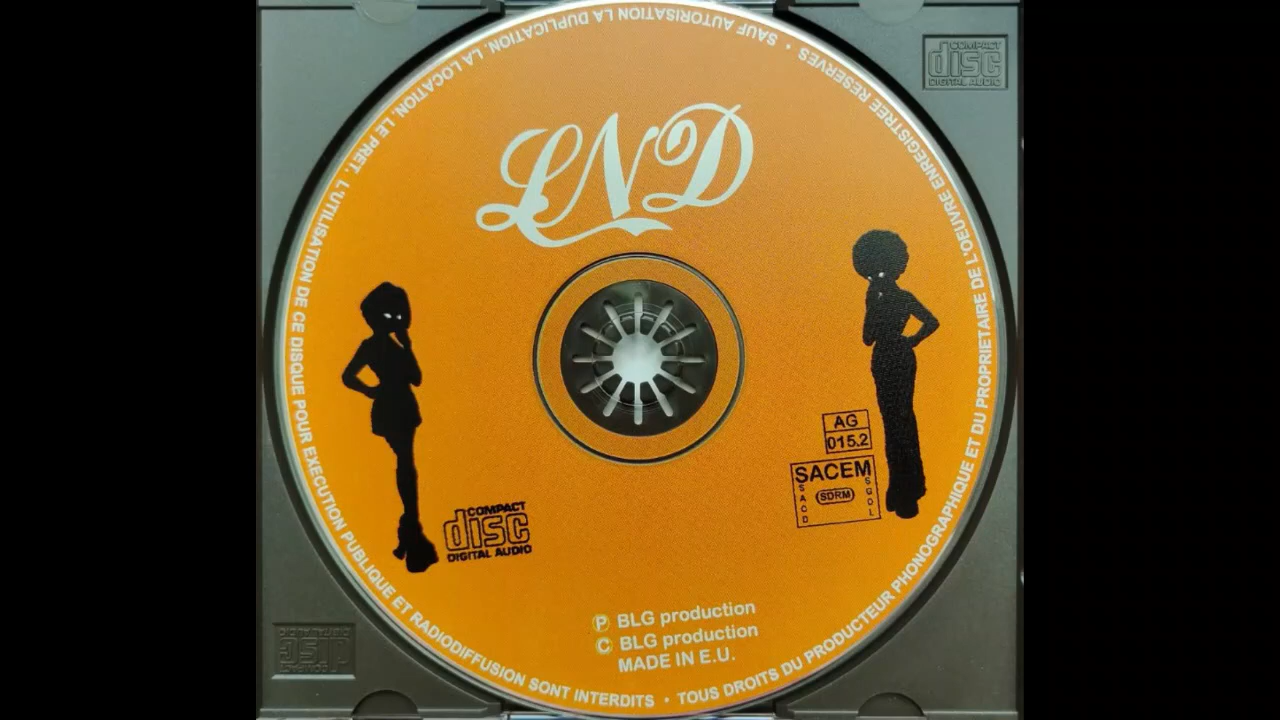 LND
COMPACT
disc
DIGITAL AUDIO
AG
015.2
SACEM
SACD
SDRM
SGDL
COMPACT
disc
DIGITAL AUDIO
Ⓟ BLG production
© BLG production
MADE IN E.U.
TOUS DROITS DU PRODUCTEUR PHONOGRAPHIQUE ET DU PROPRIETAIRE DE L'OEUVRE ENREGISTREE RESERVES • SAUF AUTORISATION LA DUPLICATION. LA LOCATION. LE PRET. L'UTILISATION DE CE DISQUE POUR EXECUTION PUBLIQUE ET RADIODIFFUSION SONT INTERDITS •